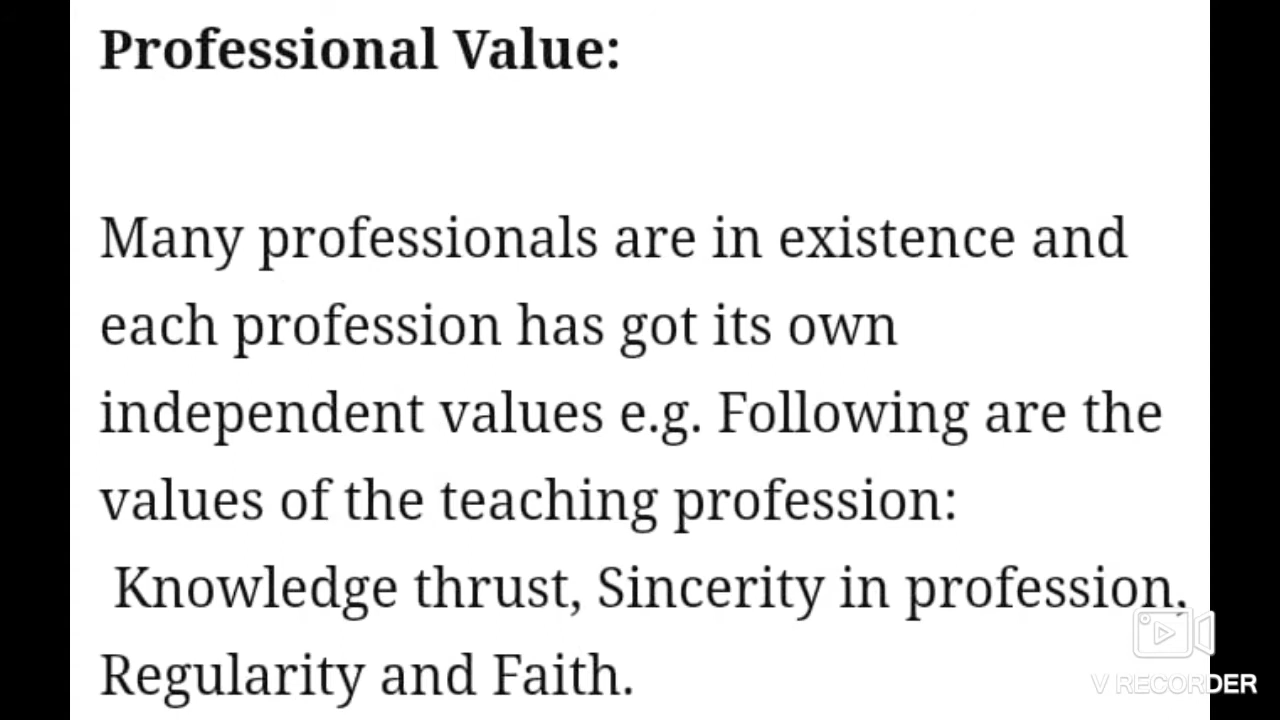 Professional Value:
Many professionals are in existence and
each profession has got its own
independent values e.g. Following are the
values of the teaching profession:
Knowledge thrust, Sincerity in profession,
Regularity and Faith.
V RECORDER